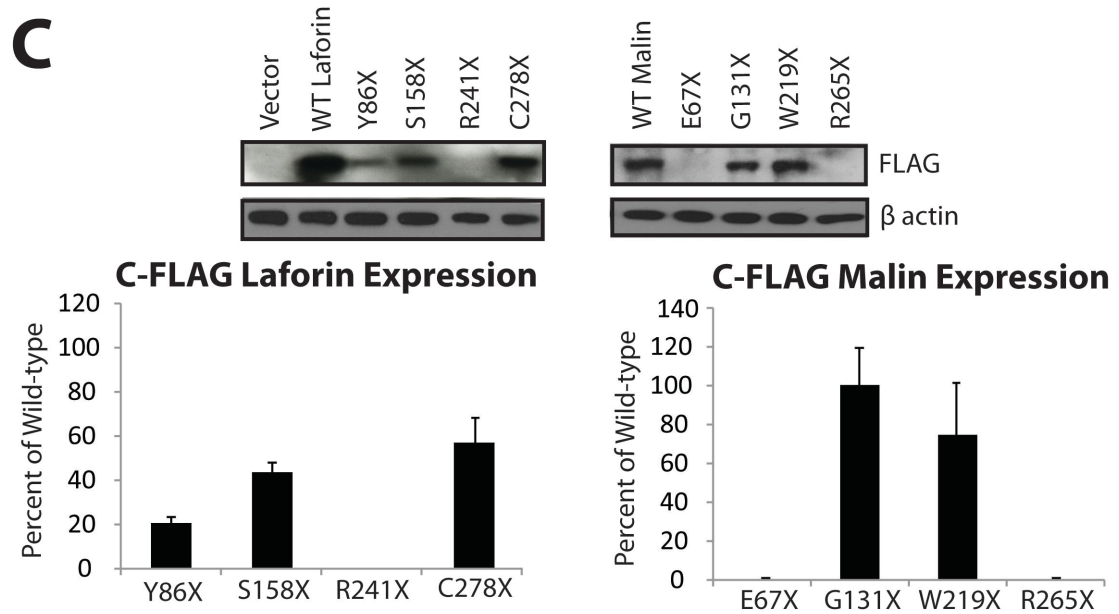 C
Vector
WT Laforin
Y86X
S158X
R241X
C278X
WT Malin
E67X
G131X
W219X
R265X
FLAG
β actin
C-FLAG Laforin Expression
Percent of Wild-type
120
100
80
60
40
20
0
Y86X S158X R241X C278X
C-FLAG Malin Expression
Percent of Wild-type
140
120
100
80
60
40
20
0
E67X G131X W219X R265X